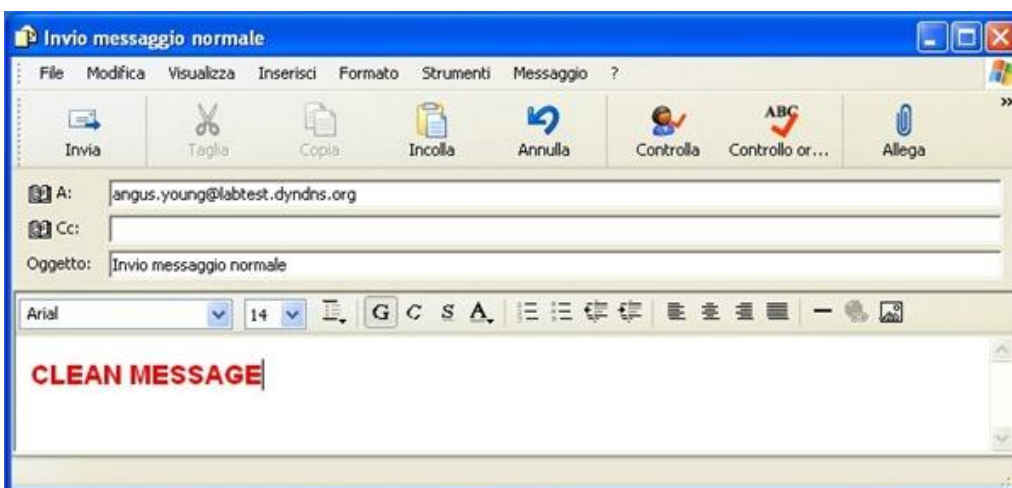 Invio messaggio normale
File Modifica Visualizza Inserisci Formato Strumenti Messaggio ?
Invia Taglia Copia Incolla Annulla Controlla ABC Controllo or... Allega »
A: angus.young@labtest.dyndns.org
Cc:
Oggetto: Invio messaggio normale
Arial 14 G C S A
CLEAN MESSAGE